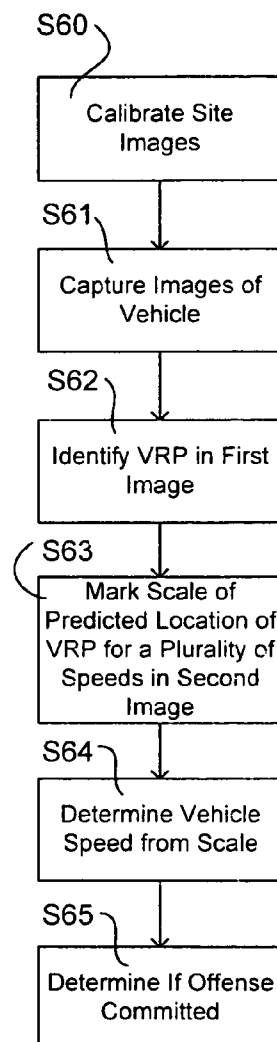 S60
Calibrate Site
Images
S61
Capture Images of
Vehicle
S62
Identify VRP in First
Image
S63
Mark Scale of
Predicted Location of
VRP for a Plurality of
Speeds in Second
Image
S64
Determine Vehicle
Speed from Scale
S65
Determine If Offense
Committed